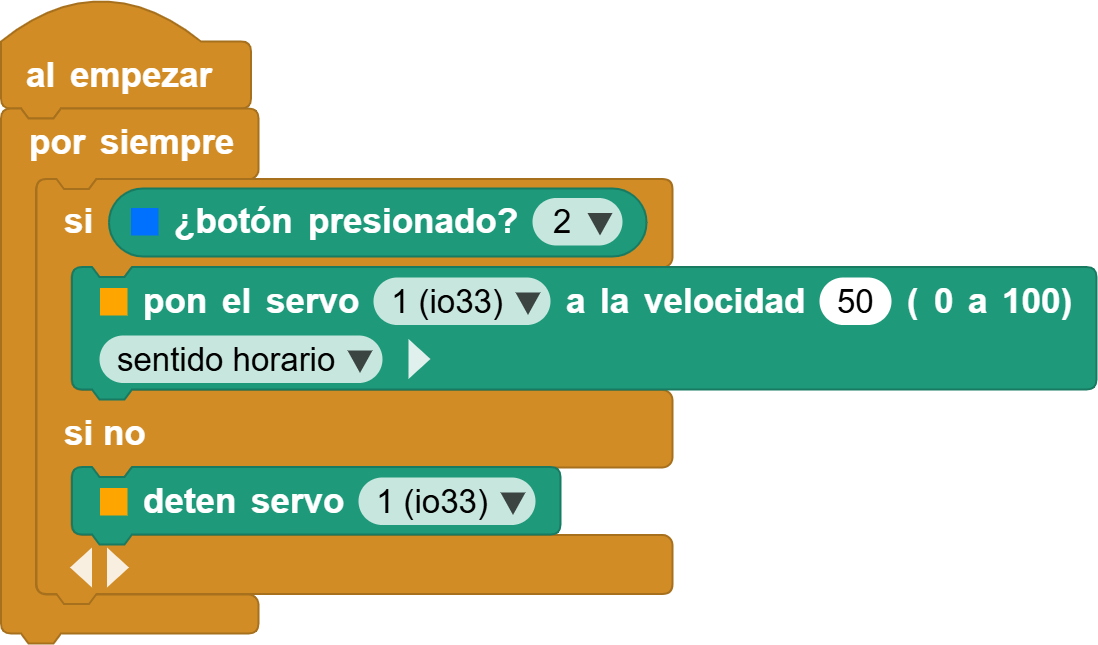 al empezar
por siempre
si ¿botón presionado? 2
pon el servo 1 (io33) a la velocidad 50 ( 0 a 100)
sentido horario
si no
deten servo 1 (io33)